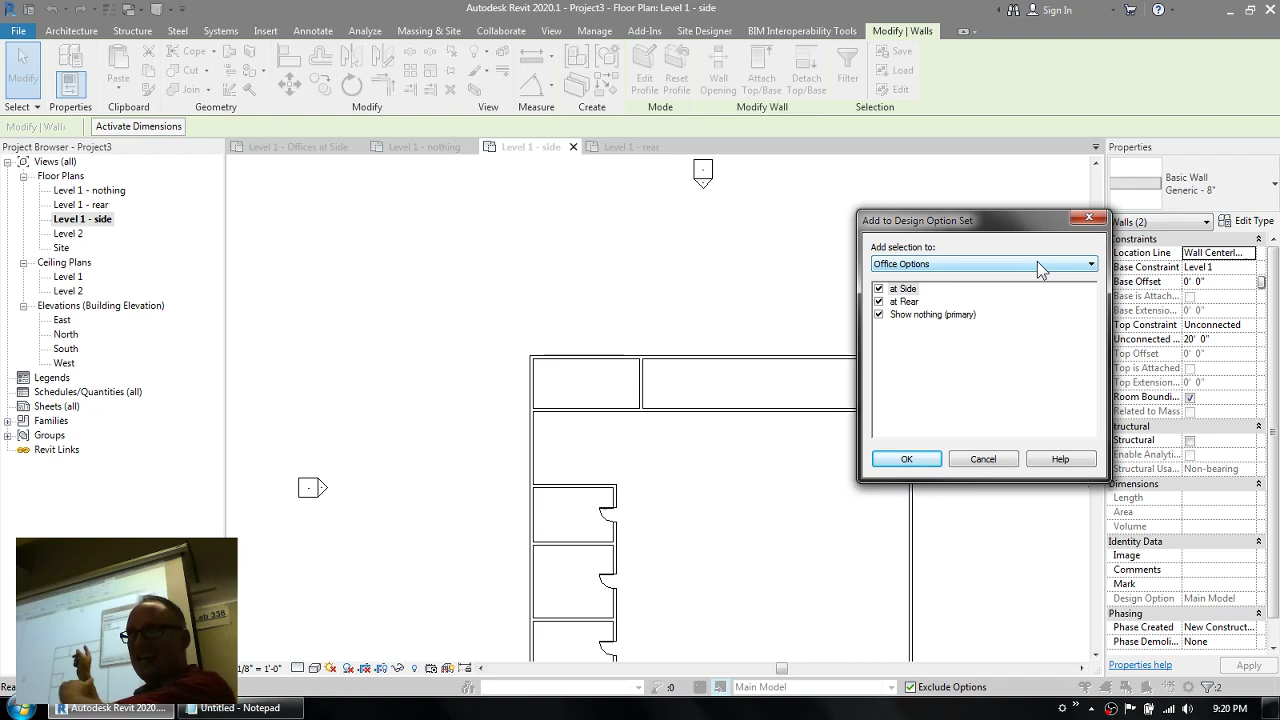 Autodesk Revit 2020.1 - Project3 - Floor Plan: Level 1 - side
Sign In
File Architecture Structure Steel Systems Insert Annotate Analyze Massing & Site Collaborate View Manage Add-Ins Site Designer BIM Interoperability Tools Modify | Walls
Modify
Properties
Paste
Cope
Cut
Join
Edit Profile
Reset Profile
Wall Opening
Attach Top/Base
Detach Top/Base
Filter
Save
Load
Edit
Select Properties Clipboard Geometry Modify View Measure Create Mode Modify Wall Selection
Modify | Walls
Activate Dimensions
Project Browser - Project3
Views (all)
Floor Plans
Level 1 - nothing
Level 1 - rear
Level 1 - side
Level 2
Site
Ceiling Plans
Level 1
Level 2
Elevations (Building Elevation)
East
North
South
West
Legends
Schedules/Quantities (all)
Sheets (all)
Families
Groups
Revit Links
Level 1 - Offices at Side
Level 1 - nothing
Level 1 - side
Level 1 - rear
Add to Design Option Set
Add selection to:
Office Options
at Side
at Rear
Show nothing (primary)
OK Cancel Help
Properties
Basic Wall
Generic - 8"
Walls (2) Edit Type
Constraints
Location Line Wall Centerl...
Base Constraint Level 1
Base Offset 0' 0"
Base is Attach...
Base Extension...
Top Constraint Unconnected
Unconnected ... 20' 0"
Top Offset 0' 0"
Top is Attached
Top Extension... 0' 0"
Room Boundi...
Related to Mass
Structural
Structural
Enable Analyti...
Structural Usa... Non-bearing
Dimensions
Length
Area
Volume
Identity Data
Image
Comments
Mark
Design Option Main Model
Phasing
Phase Created New Construct...
Phase Demoli... None
Properties help Apply
Lab 338
1/8" = 1'-0"
Rea
:0
Main Model
Exclude Options
:2
Autodesk Revit 2020....
Untitled - Notepad
9:20 PM